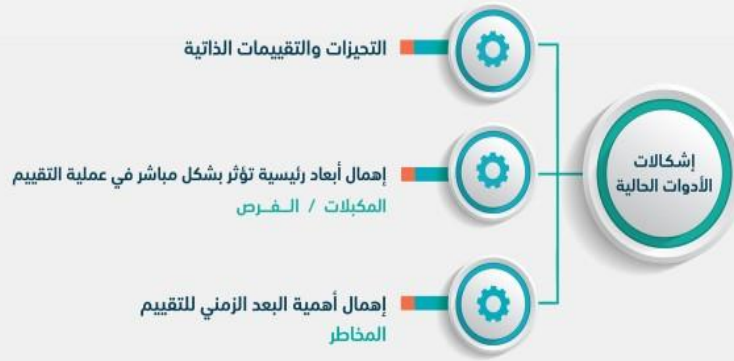 إشكالات
الأدوات الحالية
التحيزات والتقييمات الذاتية
إهمال أبعاد رئيسية تؤثر بشكل مباشر في عملية التقييم
المكبلات / الفرص
إهمال أهمية البعد الزمني للتقييم
المخاطر